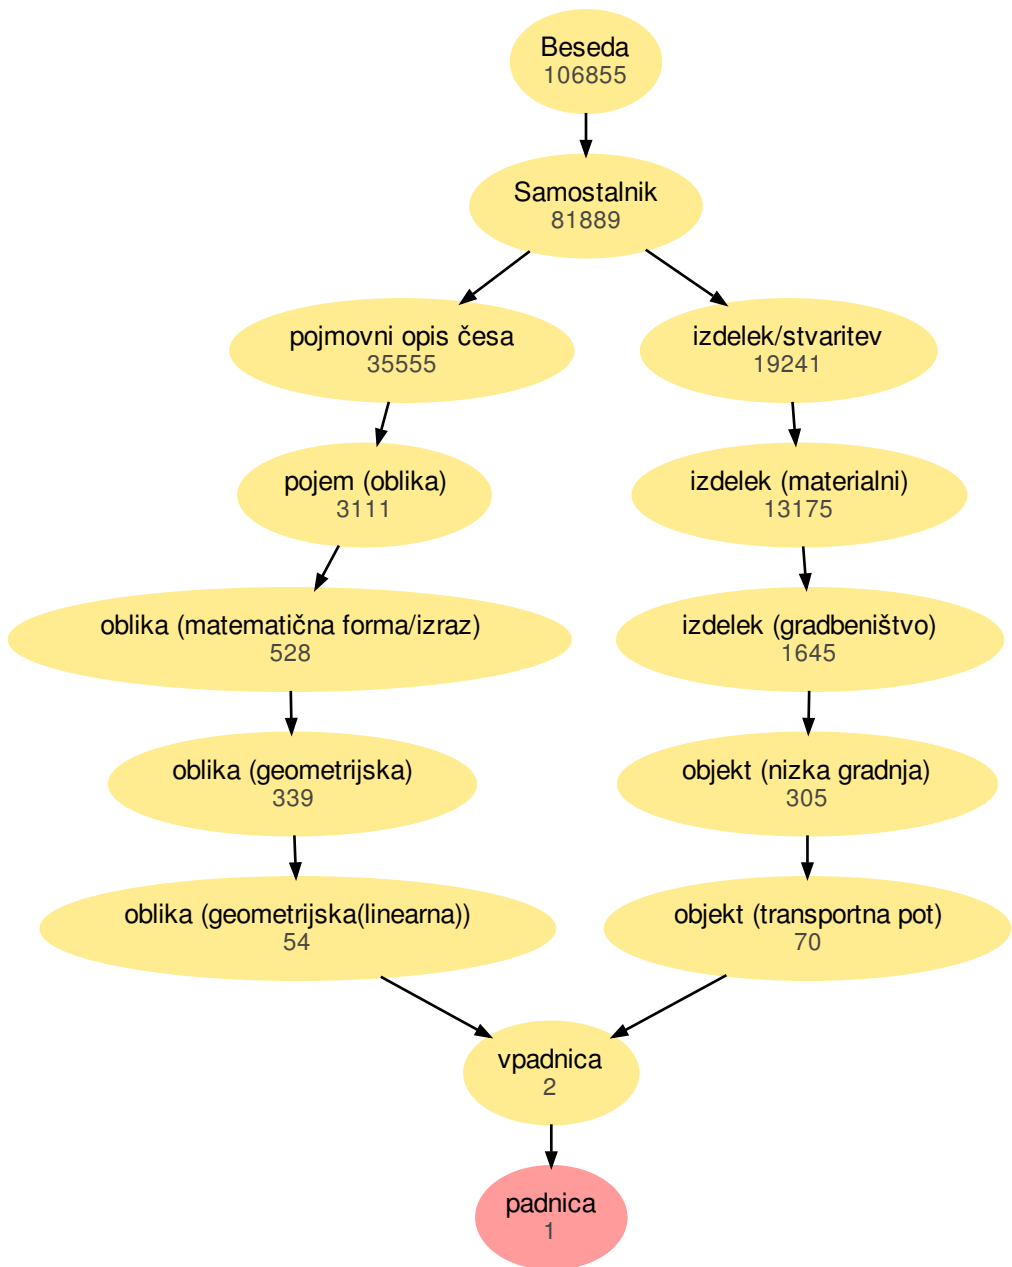 Beseda
106855
Samostalnik
81889
pojmovni opis česa
35555
izdelek/stvaritev
19241
pojem (oblika)
3111
izdelek (materialni)
13175
oblika (matematična forma/izraz)
528
izdelek (gradbeništvo)
1645
oblika (geometrijska)
339
objekt (nizka gradnja)
305
oblika (geometrijska(linearna))
54
objekt (transportna pot)
70
vpadnica
2
padnica
1